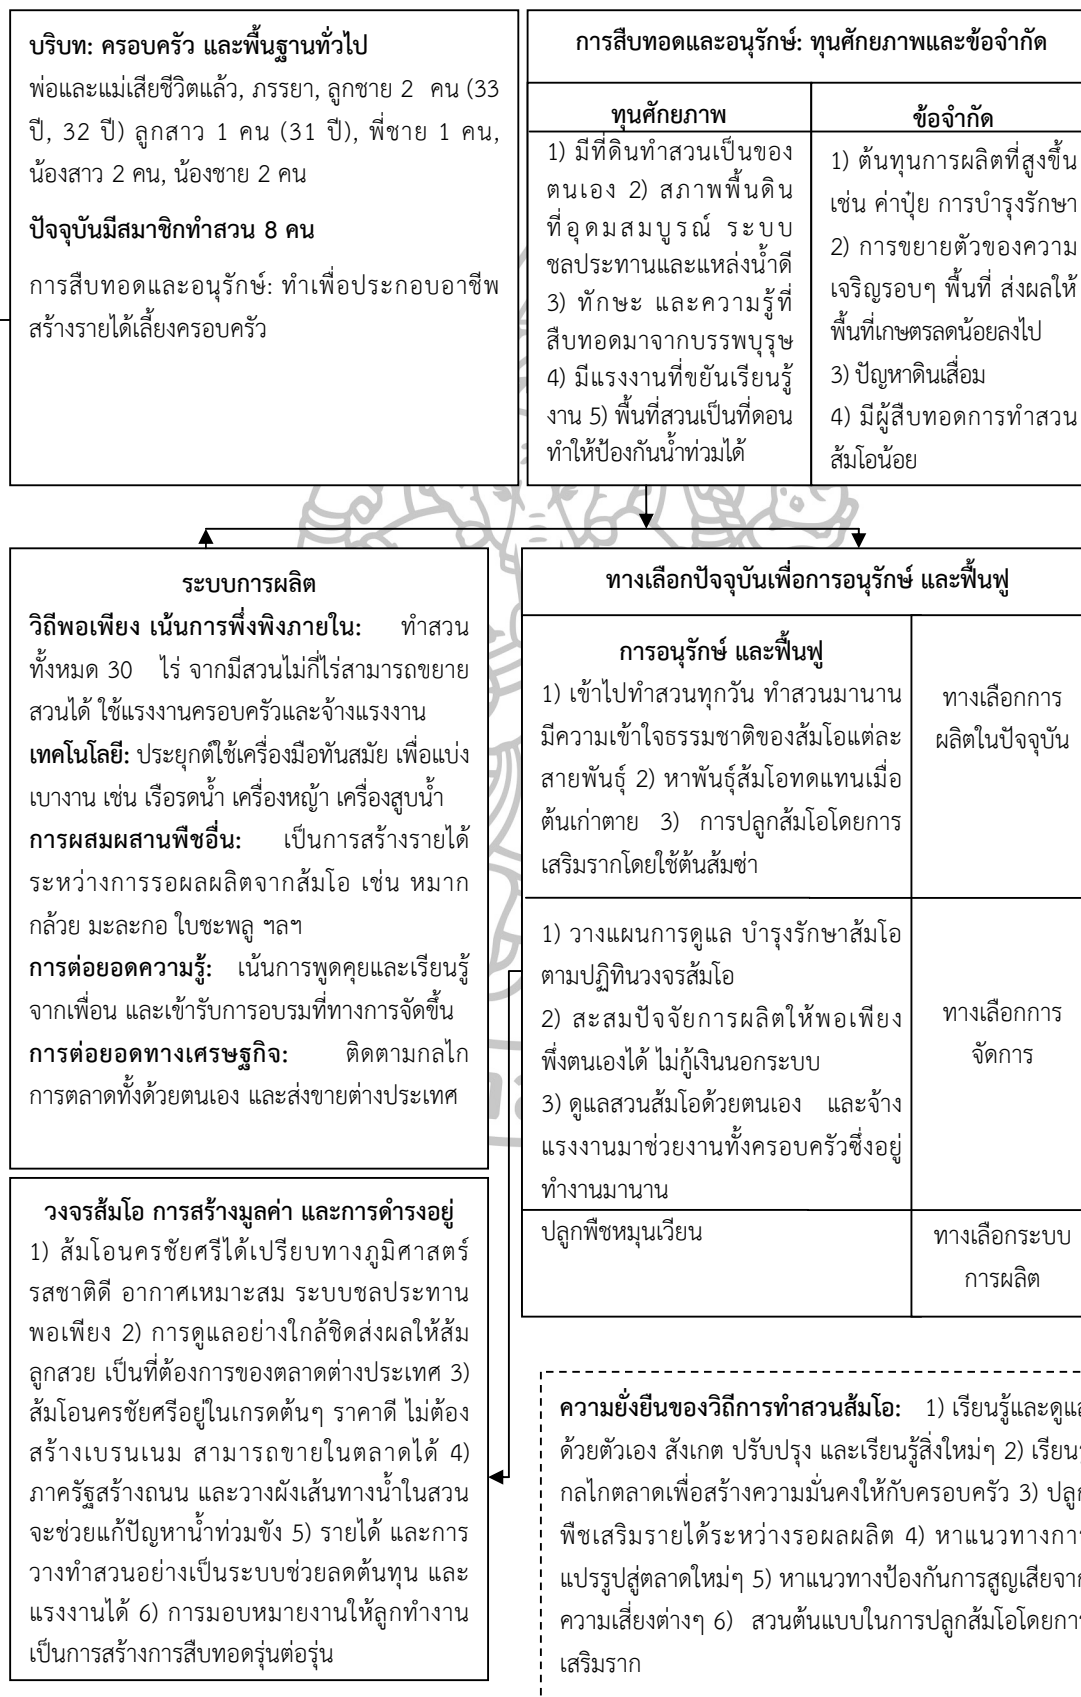 บริบท: ครอบครัว และพื้นฐานทั่วไป
พ่อและแม่เสียชีวิตแล้ว, ภรรยา, ลูกชาย 2 คน (33
ปี, 32 ปี) ลูกสาว 1 คน (31 ปี), พี่ชาย 1 คน,
น้องสาว 2 คน, น้องชาย 2 คน
ปัจจุบันมีสมาชิกทำสวน 8 คน
การสืบทอดและอนุรักษ์: ทำเพื่อประกอบอาชีพ
สร้างรายได้เลี้ยงครอบครัว
การสืบทอดและอนุรักษ์: ทุนศักยภาพและข้อจำกัด
ทุนศักยภาพ
1) มีที่ดินทำสวนเป็นของ
ตนเอง 2) สภาพพื้นดิน
ที่อุดมสมบูรณ์ ระบบ
ชลประทานและแหล่งน้ำดี
3) ทักษะ และความรู้ที่
สืบทอดมาจากบรรพบุรุษ
4) มีแรงงานที่ขยันเรียนรู้
งาน 5) พื้นที่สวนเป็นที่ดอน
ทำให้ป้องกันน้ำท่วมได้
ข้อจำกัด
1) ต้นทุนการผลิตที่สูงขึ้น
เช่น ค่าปุ๋ย การบำรุงรักษา
2) การขยายตัวของความ
เจริญรอบๆ พื้นที่ ส่งผลให้
พื้นที่เกษตรลดน้อยลงไป
3) ปัญหาดินเสื่อม
4) มีผู้สืบทอดการทำสวน
ส้มโอน้อย
ระบบการผลิต
วิถีพอเพียง เน้นการพึ่งพิงภายใน: ทำสวน
ทั้งหมด 30 ไร่ จากมีสวนไม่กี่ไร่สามารถขยาย
สวนได้ ใช้แรงงานครอบครัวและจ้างแรงงาน
เทคโนโลยี: ประยุกต์ใช้เครื่องมือทันสมัย เพื่อแบ่ง
เบางาน เช่น เรือรดน้ำ เครื่องหญ้า เครื่องสูบน้ำ
การผสมผสานพืชอื่น: เป็นการสร้างรายได้
ระหว่างการรอผลผลิตจากส้มโอ เช่น หมาก
กล้วย มะละกอ ใบชะพลู ฯลฯ
การต่อยอดความรู้: เน้นการพูดคุยและเรียนรู้
จากเพื่อน และเข้ารับการอบรมที่ทางการจัดขึ้น
การต่อยอดทางเศรษฐกิจ: ติดตามกลไก
การตลาดทั้งด้วยตนเอง และส่งขายต่างประเทศ
ทางเลือกปัจจุบันเพื่อการอนุรักษ์ และฟื้นฟู
การอนุรักษ์ และฟื้นฟู
1) เข้าไปทำสวนทุกวัน ทำสวนมานาน
มีความเข้าใจธรรมชาติของส้มโอแต่ละ
สายพันธุ์ 2) หาพันธุ์ส้มโอทดแทนเมื่อ
ต้นเก่าตาย 3) การปลูกส้มโอโดยการ
เสริมรากโดยใช้ต้นส้มซ่า
ทางเลือกการ
ผลิตในปัจจุบัน
1) วางแผนการดูแล บำรุงรักษาส้มโอ
ตามปฏิทินวงจรส้มโอ
2) สะสมปัจจัยการผลิตให้พอเพียง
พึ่งตนเองได้ ไม่กู้เงินนอกระบบ
3) ดูแลสวนส้มโอด้วยตนเอง และจ้าง
แรงงานมาช่วยงานทั้งครอบครัวซึ่งอยู่
ทำงานมานาน
ทางเลือกการ
จัดการ
ปลูกพืชหมุนเวียน
ทางเลือกระบบ
การผลิต
วงจรส้มโอ การสร้างมูลค่า และการดำรงอยู่
1) ส้มโอนครชัยศรีได้เปรียบทางภูมิศาสตร์
รสชาติดี อากาศเหมาะสม ระบบชลประทาน
พอเพียง 2) การดูแลอย่างใกล้ชิดส่งผลให้ส้ม
ลูกสวย เป็นที่ต้องการของตลาดต่างประเทศ 3)
ส้มโอนครชัยศรีอยู่ในเกรดต้นๆ ราคาดี ไม่ต้อง
สร้างเบรนเนม สามารถขายในตลาดได้ 4)
ภาครัฐสร้างถนน และวางผังเส้นทางน้ำในสวน
จะช่วยแก้ปัญหาน้ำท่วมขัง 5) รายได้ และการ
วางทำสวนอย่างเป็นระบบช่วยลดต้นทุน และ
แรงงานได้ 6) การมอบหมายงานให้ลูกทำงาน
เป็นการสร้างการสืบทอดรุ่นต่อรุ่น
ความยั่งยืนของวิถีการทำสวนส้มโอ: 1) เรียนรู้และดูแล
ด้วยตัวเอง สังเกต ปรับปรุง และเรียนรู้สิ่งใหม่ๆ 2) เรียนรู้
กลไกตลาดเพื่อสร้างความมั่นคงให้กับครอบครัว 3) ปลูก
พืชเสริมรายได้ระหว่างรอผลผลิต 4) หาแนวทางการ
แปรรูปสู่ตลาดใหม่ๆ 5) หาแนวทางป้องกันการสูญเสียจาก
ความเสี่ยงต่างๆ 6) สวนต้นแบบในการปลูกส้มโอโดยการ
เสริมราก